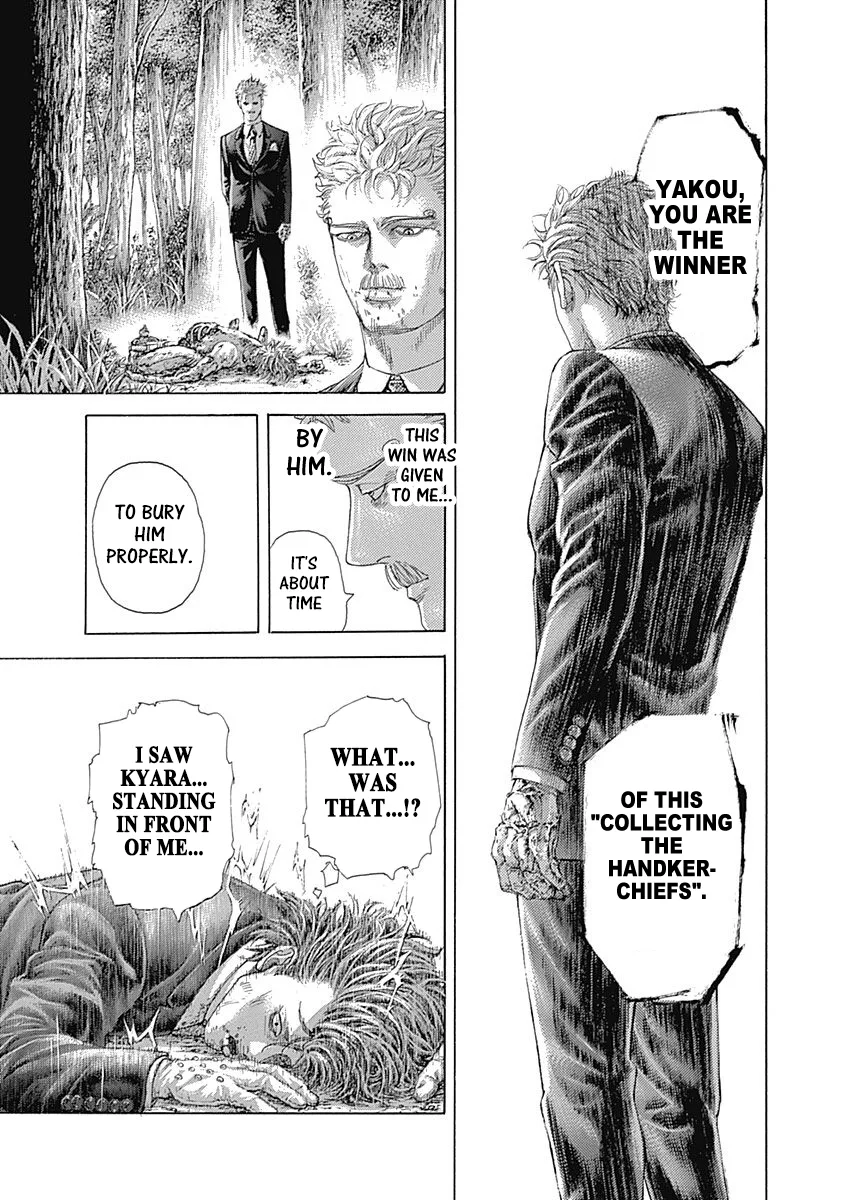 YAKOU,
YOU ARE
THE
WINNER
OF THIS
"COLLECTING
THE
HANDKER-
CHIEFS".
THIS
WIN WAS
GIVEN
TO ME...
BY
HIM.
IT'S
ABOUT
TIME
TO BURY
HIM
PROPERLY.
WHAT...
WAS
THAT...!?
I SAW
KYARA...
STANDING
IN FRONT
OF ME...